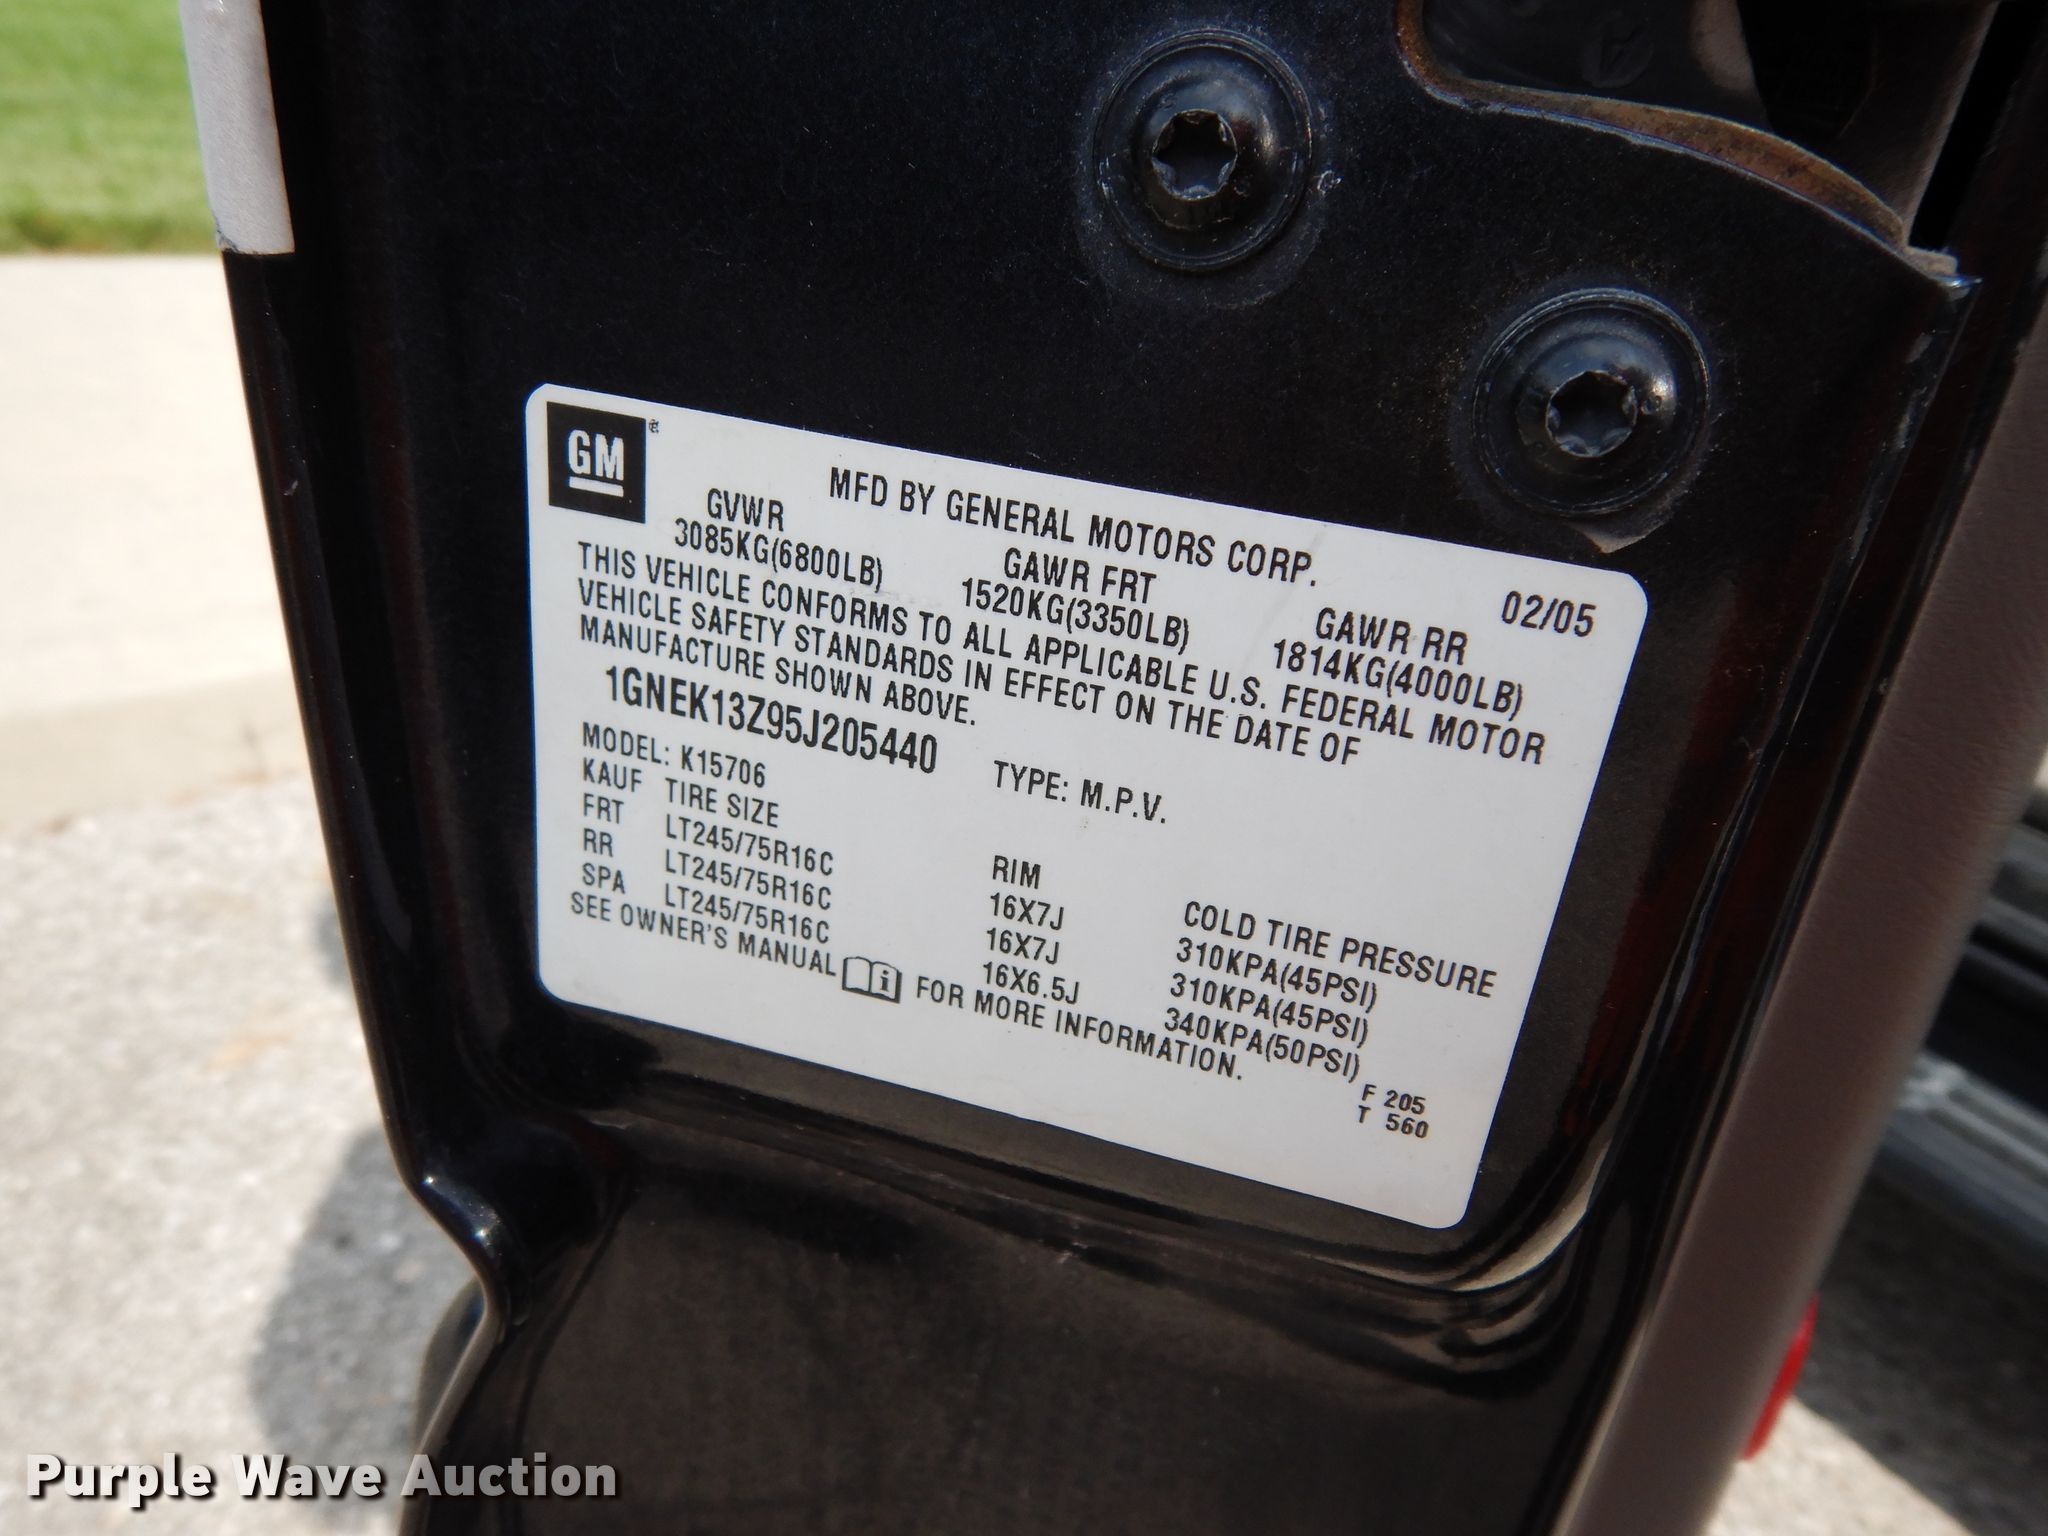 GM
MFD BY GENERAL MOTORS CORP.
02/05
GVWR GAWR FRT GAWR RR
3085KG(6800LB) 1520KG(3350LB) 1814KG(4000LB)
THIS VEHICLE CONFORMS TO ALL APPLICABLE U.S. FEDERAL MOTOR
VEHICLE SAFETY STANDARDS IN EFFECT ON THE DATE OF
MANUFACTURE SHOWN ABOVE.
1GNEK13Z95J205440 TYPE: M.P.V.
MODEL: K15706
KAUF TIRE SIZE RIM COLD TIRE PRESSURE
FRT LT245/75R16C 16X7J 310KPA(45PSI)
RR LT245/75R16C 16X7J 310KPA(45PSI)
SPA LT245/75R16C 16X6.5J 340KPA(50PSI)
SEE OWNER'S MANUAL FOR MORE INFORMATION.
F 205
T 560
Purple Wave Auction